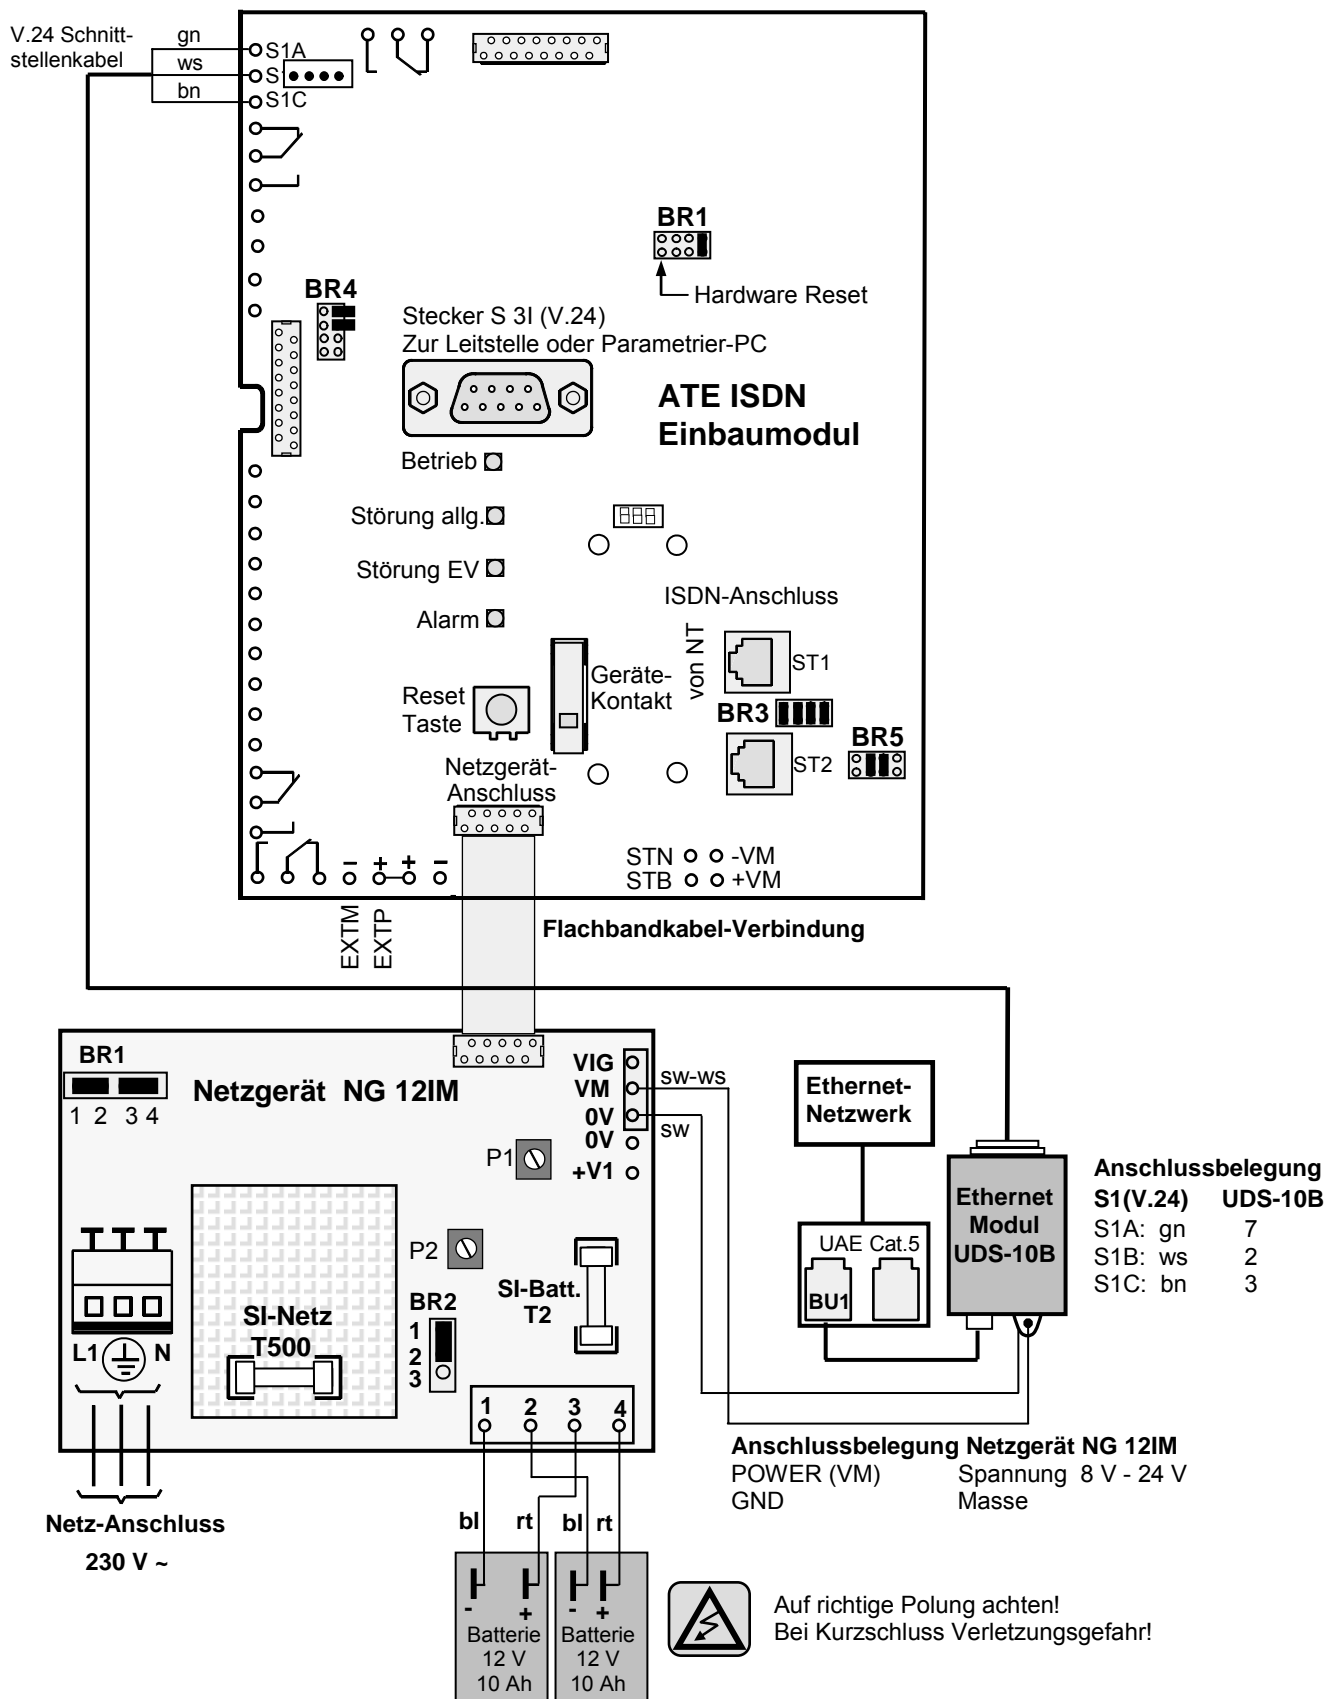 V.24 Schnitt-
stellenkabel
gn
ws
bn
S1A
S1C
BR1
Hardware Reset
BR4
Stecker S 3I (V.24)
Zur Leitstelle oder Parametrier-PC
ATE ISDN
Einbaumodul
Betrieb
Störung allg.
Störung EV
Alarm
ISDN-Anschluss
von NT
ST1
Geräte-
Kontakt
Reset
Taste
BR3
BR5
ST2
Netzgerät-
Anschluss
STN -VM
STB +VM
− + + −
EXTM
EXTP
Flachbandkabel-Verbindung
BR1
1 2 3 4
Netzgerät NG 12IM
VIG
VM
0V
0V
+V1
sw-ws
sw
P1
P2
Ethernet-
Netzwerk
Ethernet
Modul
UDS-10B
UAE Cat.5
BU1
Anschlussbelegung
S1(V.24) UDS-10B
S1A: gn 7
S1B: ws 2
S1C: bn 3
SI-Netz
T500
SI-Batt.
T2
BR2
1
2
3
L1 N
1 2 3 4
Anschlussbelegung Netzgerät NG 12IM
POWER (VM) Spannung 8 V - 24 V
GND Masse
Netz-Anschluss
230 V ~
bl rt bl rt
- + - +
Batterie
12 V
10 Ah
Batterie
12 V
10 Ah
Auf richtige Polung achten!
Bei Kurzschluss Verletzungsgefahr!